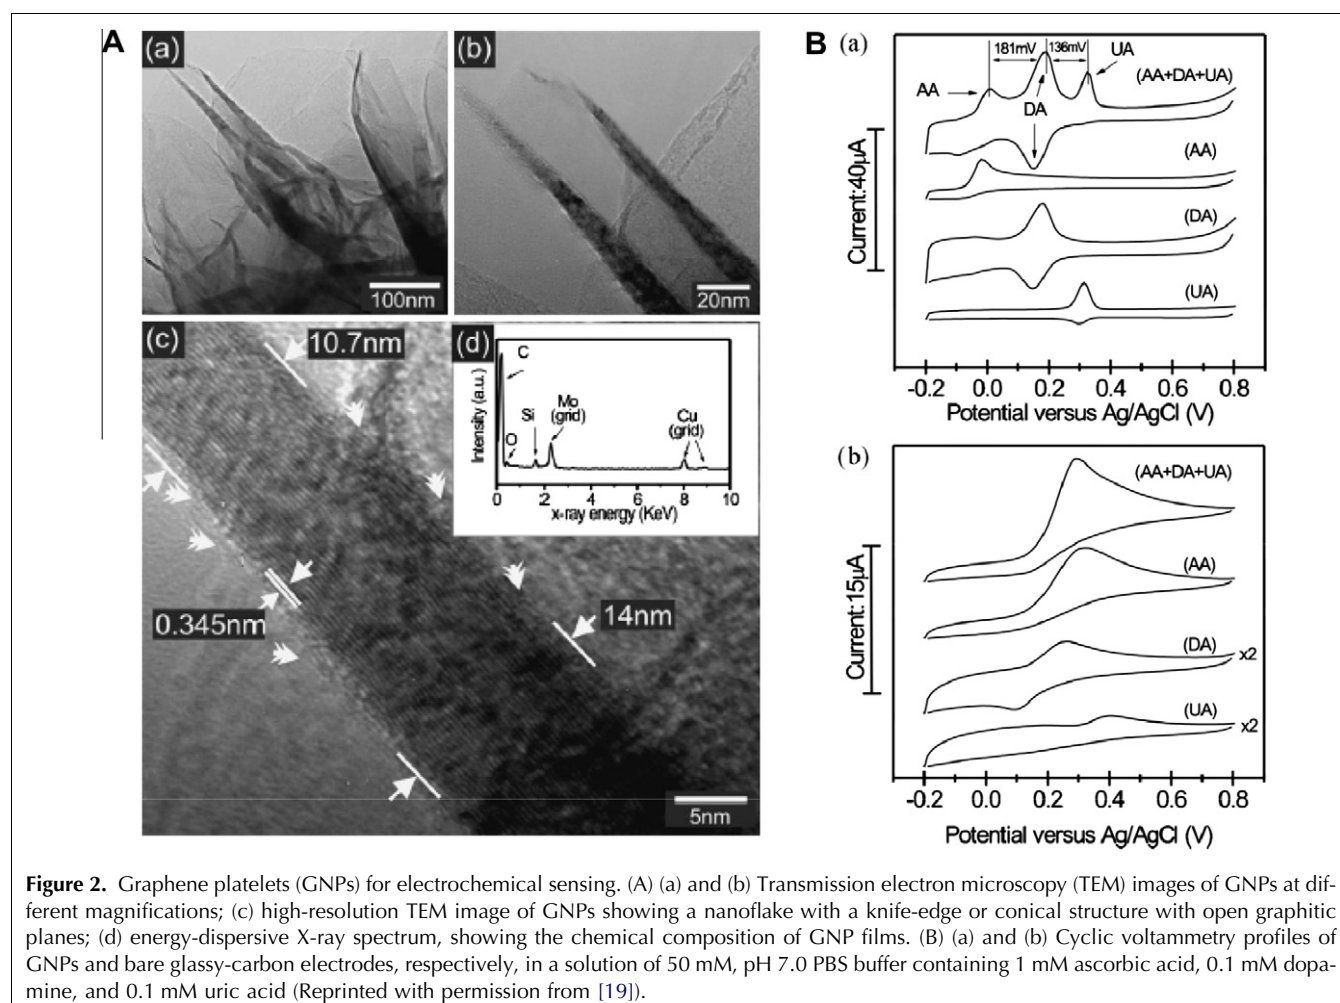 A
(a)
(b)
100nm
20nm
(c)
10.7nm
0.345nm
14nm
5nm
(d)
C
O
Si
Mo
(grid)
Cu
(grid)
Intensity (a.u.)
0 2 4 6 8 10
x-ray energy (KeV)
B
(a)
181mV 136mV
UA
(AA+DA+UA)
AA
DA
(AA)
(DA)
(UA)
Current:40µA
-0.2 0.0 0.2 0.4 0.6 0.8
Potential versus Ag/AgCl (V)
(b)
(AA+DA+UA)
(AA)
(DA)
x2
(UA)
x2
Current:15µA
-0.2 0.0 0.2 0.4 0.6 0.8
Potential versus Ag/AgCl (V)
Figure 2. Graphene platelets (GNPs) for electrochemical sensing. (A) (a) and (b) Transmission electron microscopy (TEM) images of GNPs at dif-
ferent magnifications; (c) high-resolution TEM image of GNPs showing a nanoflake with a knife-edge or conical structure with open graphitic
planes; (d) energy-dispersive X-ray spectrum, showing the chemical composition of GNP films. (B) (a) and (b) Cyclic voltammetry profiles of
GNPs and bare glassy-carbon electrodes, respectively, in a solution of 50 mM, pH 7.0 PBS buffer containing 1 mM ascorbic acid, 0.1 mM dopa-
mine, and 0.1 mM uric acid (Reprinted with permission from [19]).